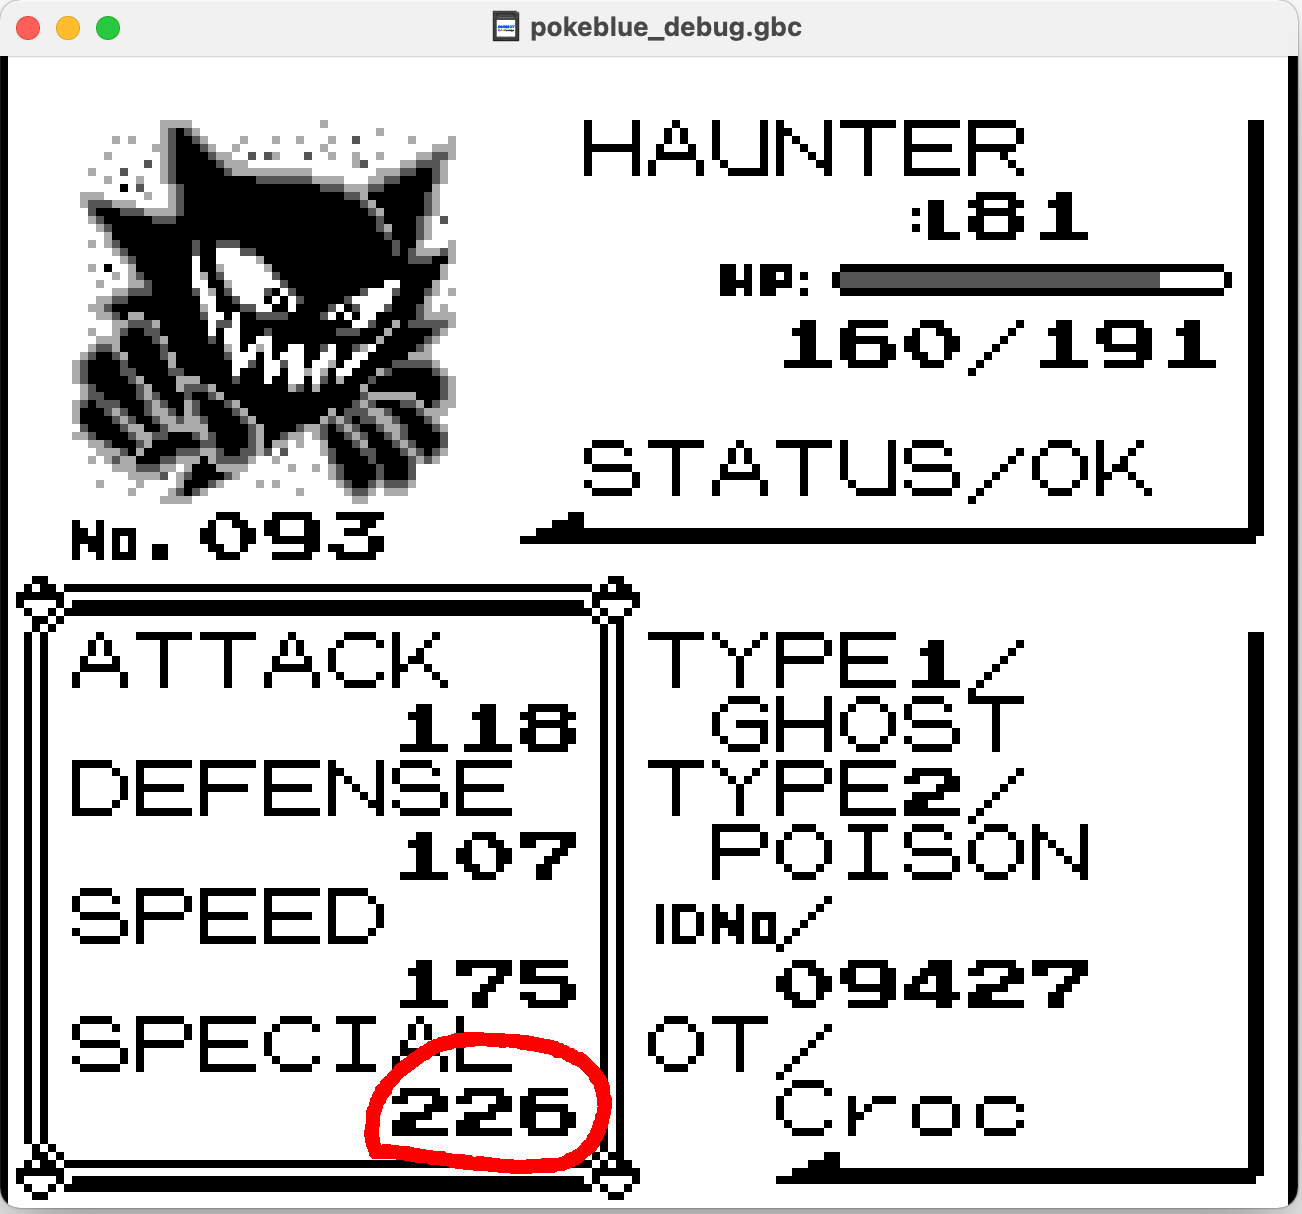 pokeblue_debug.gbc
HAUNTER
:L81
HP:
160/191
STATUS/OK
No.093
ATTACK
118
DEFENSE
107
SPEED
175
SPECIAL
226
TYPE1/
GHOST
TYPE2/
POISON
IDNo/
09427
OT/
Croc